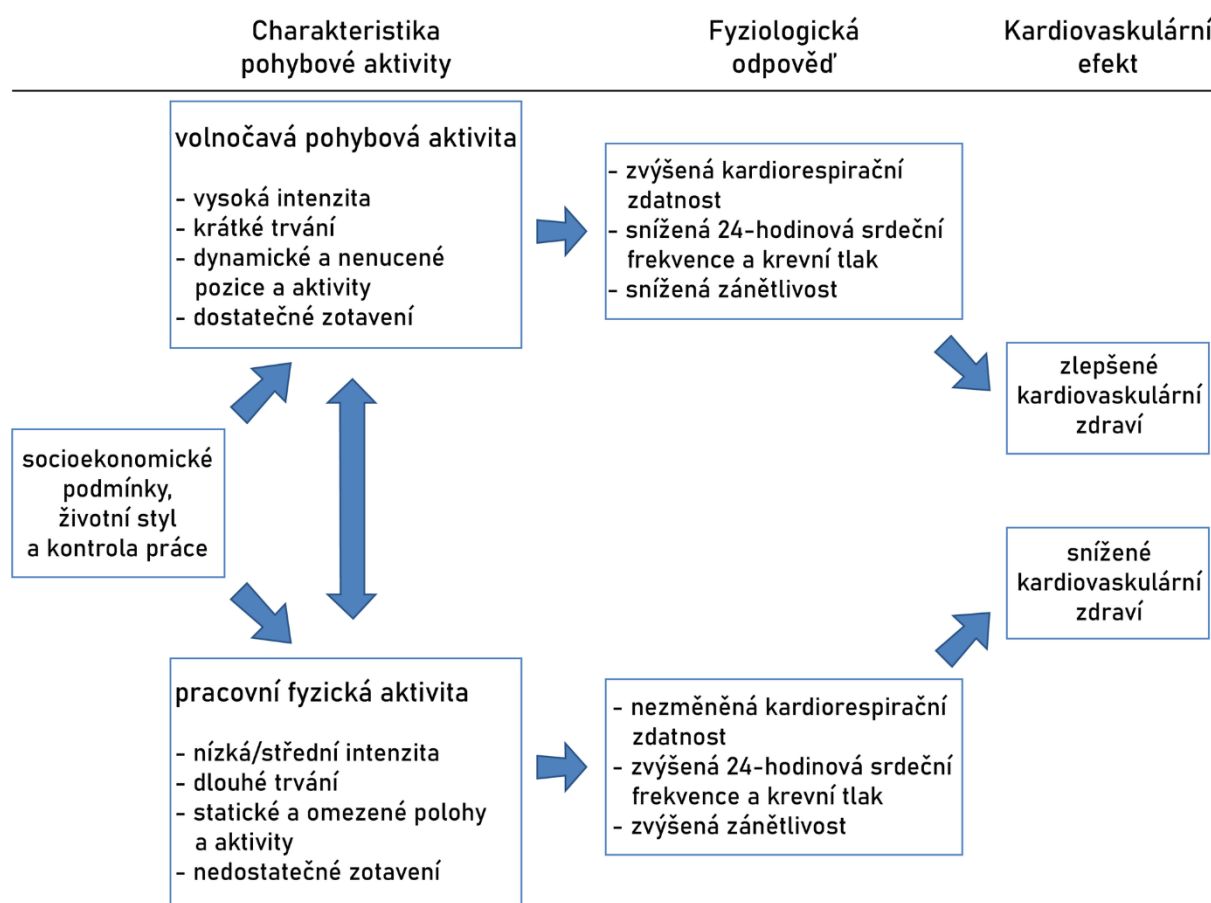 Charakteristika
pohybové aktivity
Fyziologická
odpověď
Kardiovaskulární
efekt
volnočavá pohybová aktivita
- vysoká intenzita
- krátké trvání
- dynamické a nenucené
pozice a aktivity
- dostatečné zotavení
- zvýšená kardiorespirační
zdatnost
- snížená 24-hodinová srdeční
frekvence a krevní tlak
- snížená zánětlivost
zlepšené
kardiovaskulární
zdraví
socioekonomické
podmínky,
životní styl
a kontrola práce
snížené
kardiovaskulární
zdraví
pracovní fyzická aktivita
- nízká/střední intenzita
- dlouhé trvání
- statické a omezené polohy
a aktivity
- nedostatečné zotavení
- nezměněná kardiorespirační
zdatnost
- zvýšená 24-hodinová srdeční
frekvence a krevní tlak
- zvýšená zánětlivost